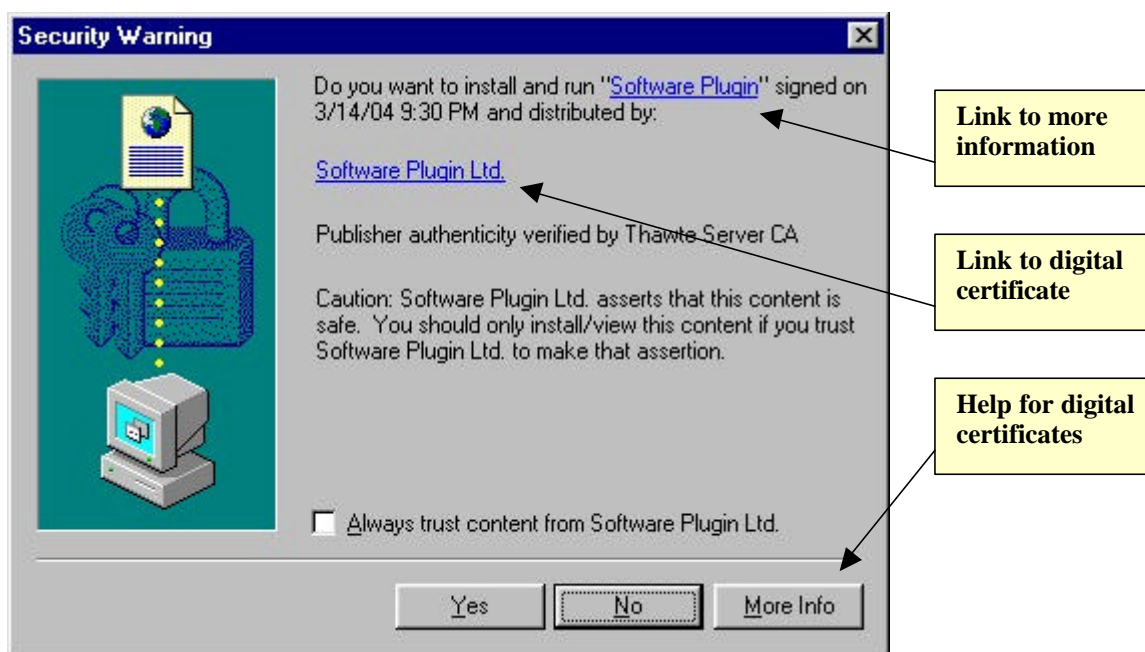 Security Warning
Do you want to install and run "Software Plugin" signed on
3/14/04 9:30 PM and distributed by:
Software Plugin Ltd.
Publisher authenticity verified by Thawte Server CA
Caution: Software Plugin Ltd. asserts that this content is
safe. You should only install/view this content if you trust
Software Plugin Ltd. to make that assertion.
Always trust content from Software Plugin Ltd.
Yes
No
More Info
Link to more
information
Link to digital
certificate
Help for digital
certificates